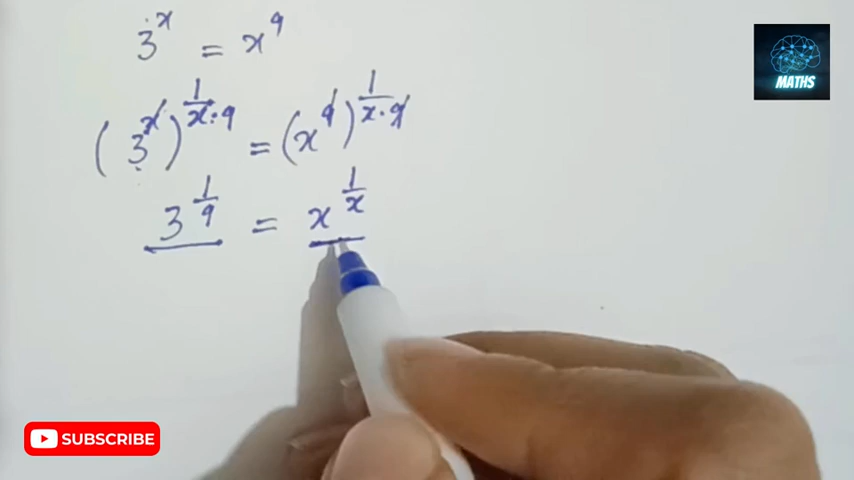 3^x = x^9
(3^x)^(1/x·9) = (x^9)^(1/x·9)
3^(1/9) = x^(1/x)
MATHS
SUBSCRIBE